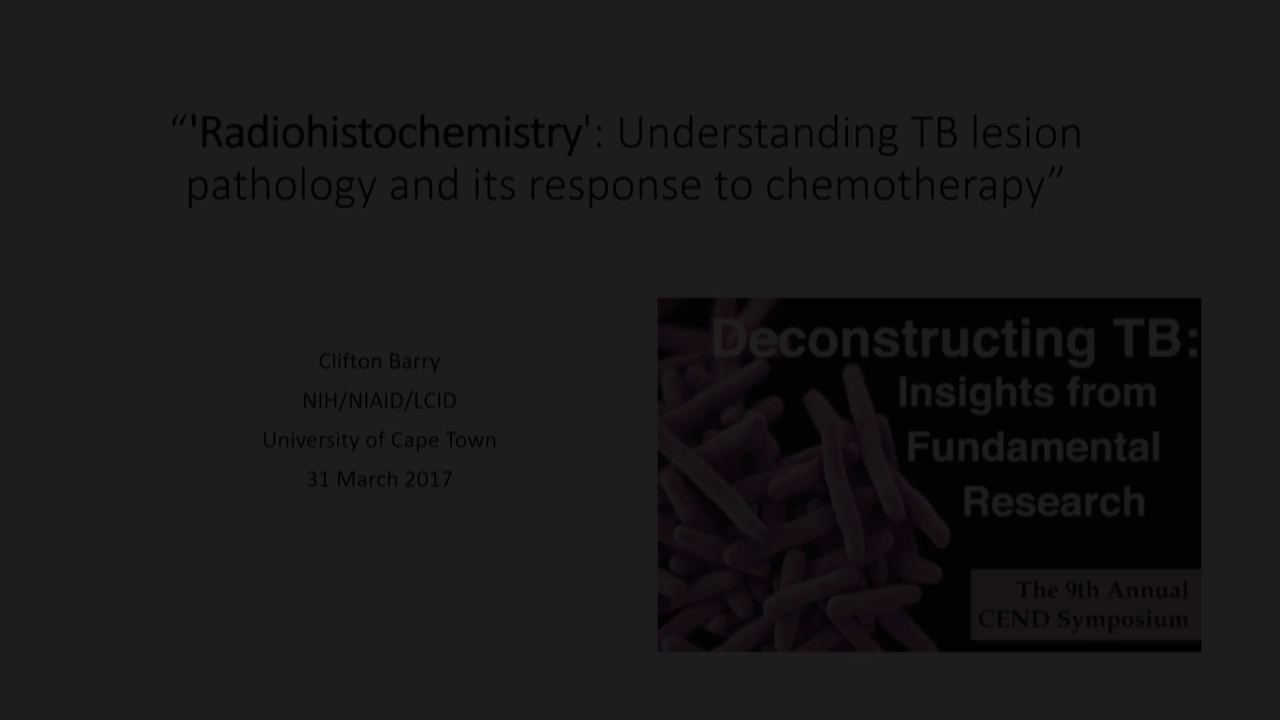 “'Radiohistochemistry': Understanding TB lesion
pathology and its response to chemotherapy”
Clifton Barry
NIH/NIAID/LCID
University of Cape Town
31 March 2017
Deconstructing TB:
Insights from
Fundamental
Research
The 9th Annual
CEND Symposium